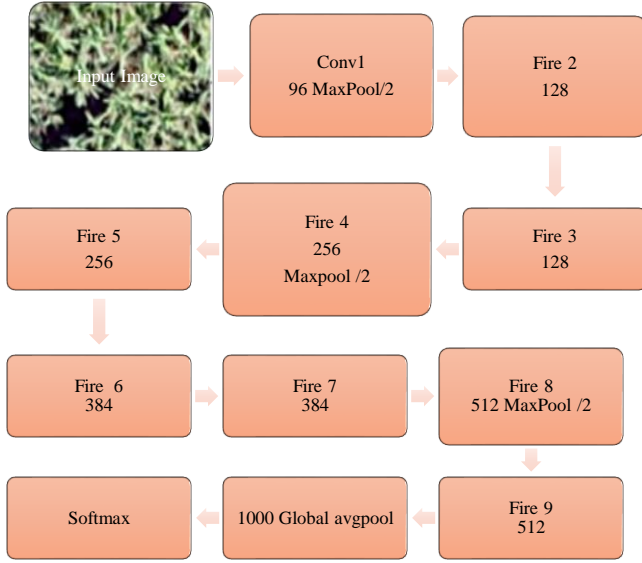 Input Image
Conv1
96 MaxPool/2
Fire 2
128
Fire 3
128
Fire 4
256
Maxpool /2
Fire 5
256
Fire 6
384
Fire 7
384
Fire 8
512 MaxPool /2
Fire 9
512
1000 Global avgpool
Softmax